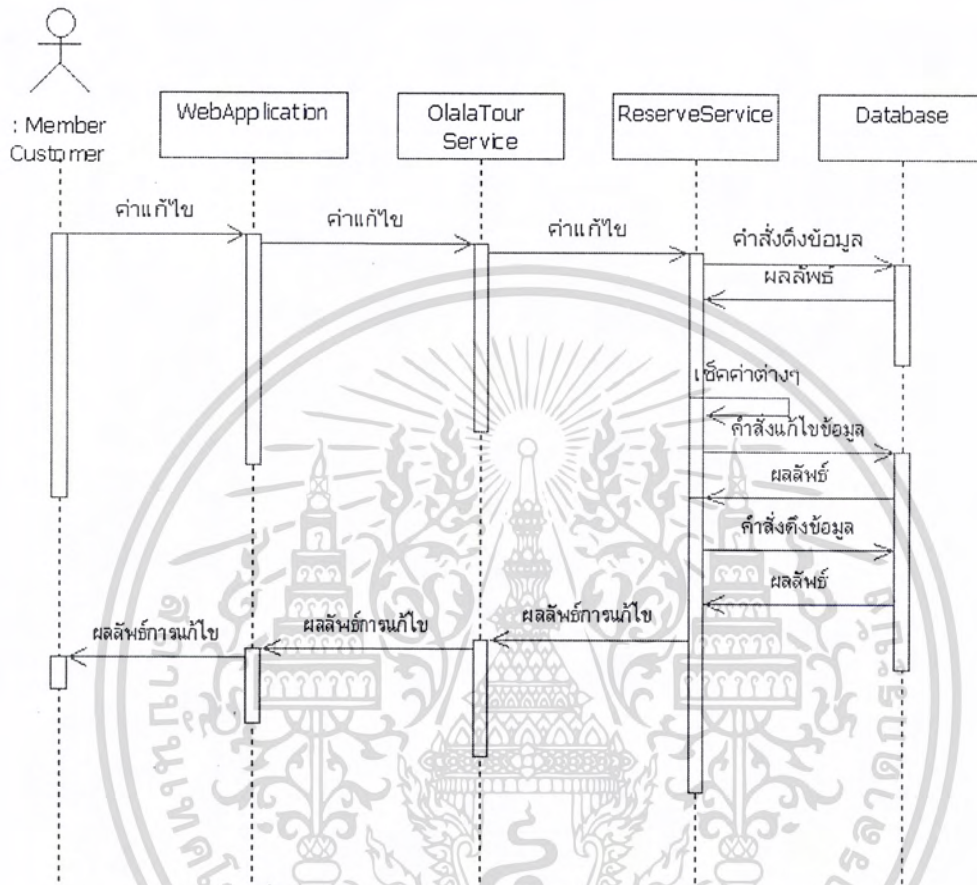 : Member
Customer
WebApplication
OlalaTour
Service
ReserveService
Database
ค่าแก้ไข
ค่าแก้ไข
ค่าแก้ไข
คำสั่งดึงข้อมูล
ผลลัพธ์
เช็คค่าต่างๆ
คำสั่งแก้ไขข้อมูล
ผลลัพธ์
คำสั่งดึงข้อมูล
ผลลัพธ์
ผลลัพธ์การแก้ไข
ผลลัพธ์การแก้ไข
ผลลัพธ์การแก้ไข